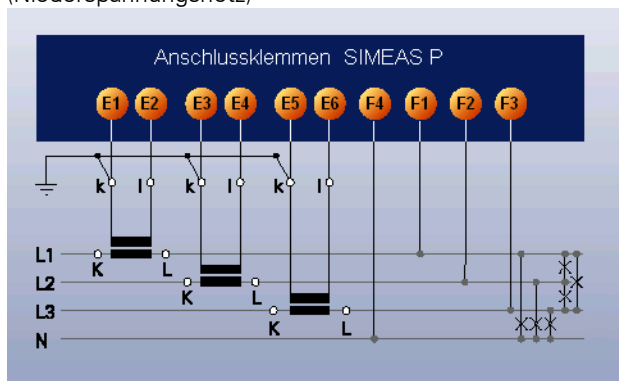 (Niederspannungsnetz)
Anschlussklemmen SIMEAS P
E1 E2 E3 E4 E5 E6 F4 F1 F2 F3
k l k l k l
L1
K L
L2
K L
L3
K L
N